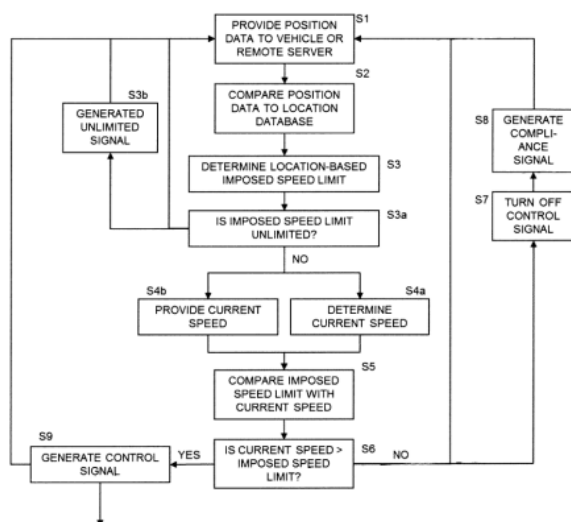 S1
PROVIDE POSITION
DATA TO VEHICLE OR
REMOTE SERVER
S2
COMPARE POSITION
DATA TO LOCATION
DATABASE
S3b
GENERATED
UNLIMITED
SIGNAL
S8
GENERATE
COMPLI-
ANCE
SIGNAL
S3
DETERMINE LOCATION-BASED
IMPOSED SPEED LIMIT
S7
TURN OFF
CONTROL
SIGNAL
S3a
IS IMPOSED SPEED LIMIT
UNLIMITED?
NO
S4b
PROVIDE CURRENT
SPEED
S4a
DETERMINE
CURRENT SPEED
S5
COMPARE IMPOSED
SPEED LIMIT WITH
CURRENT SPEED
S9
GENERATE CONTROL
SIGNAL
YES
S6
IS CURRENT SPEED >
IMPOSED SPEED
LIMIT?
NO